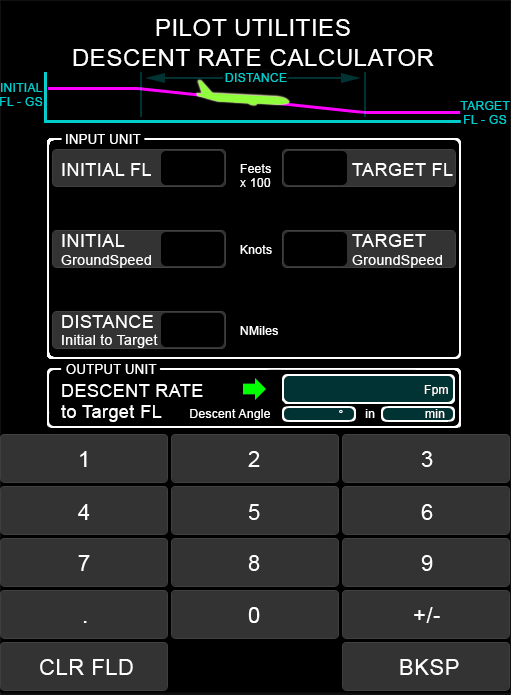 PILOT UTILITIES
DESCENT RATE CALCULATOR
DISTANCE
INITIAL
FL - GS
TARGET
FL - GS
INPUT UNIT
INITIAL FL
Feets
x 100
TARGET FL
INITIAL
GroundSpeed
Knots
TARGET
GroundSpeed
DISTANCE
Initial to Target
NMiles
OUTPUT UNIT
DESCENT RATE
to Target FL
Fpm
Descent Angle ° in min
1 2 3
4 5 6
7 8 9
. 0 +/-
CLR FLD BKSP